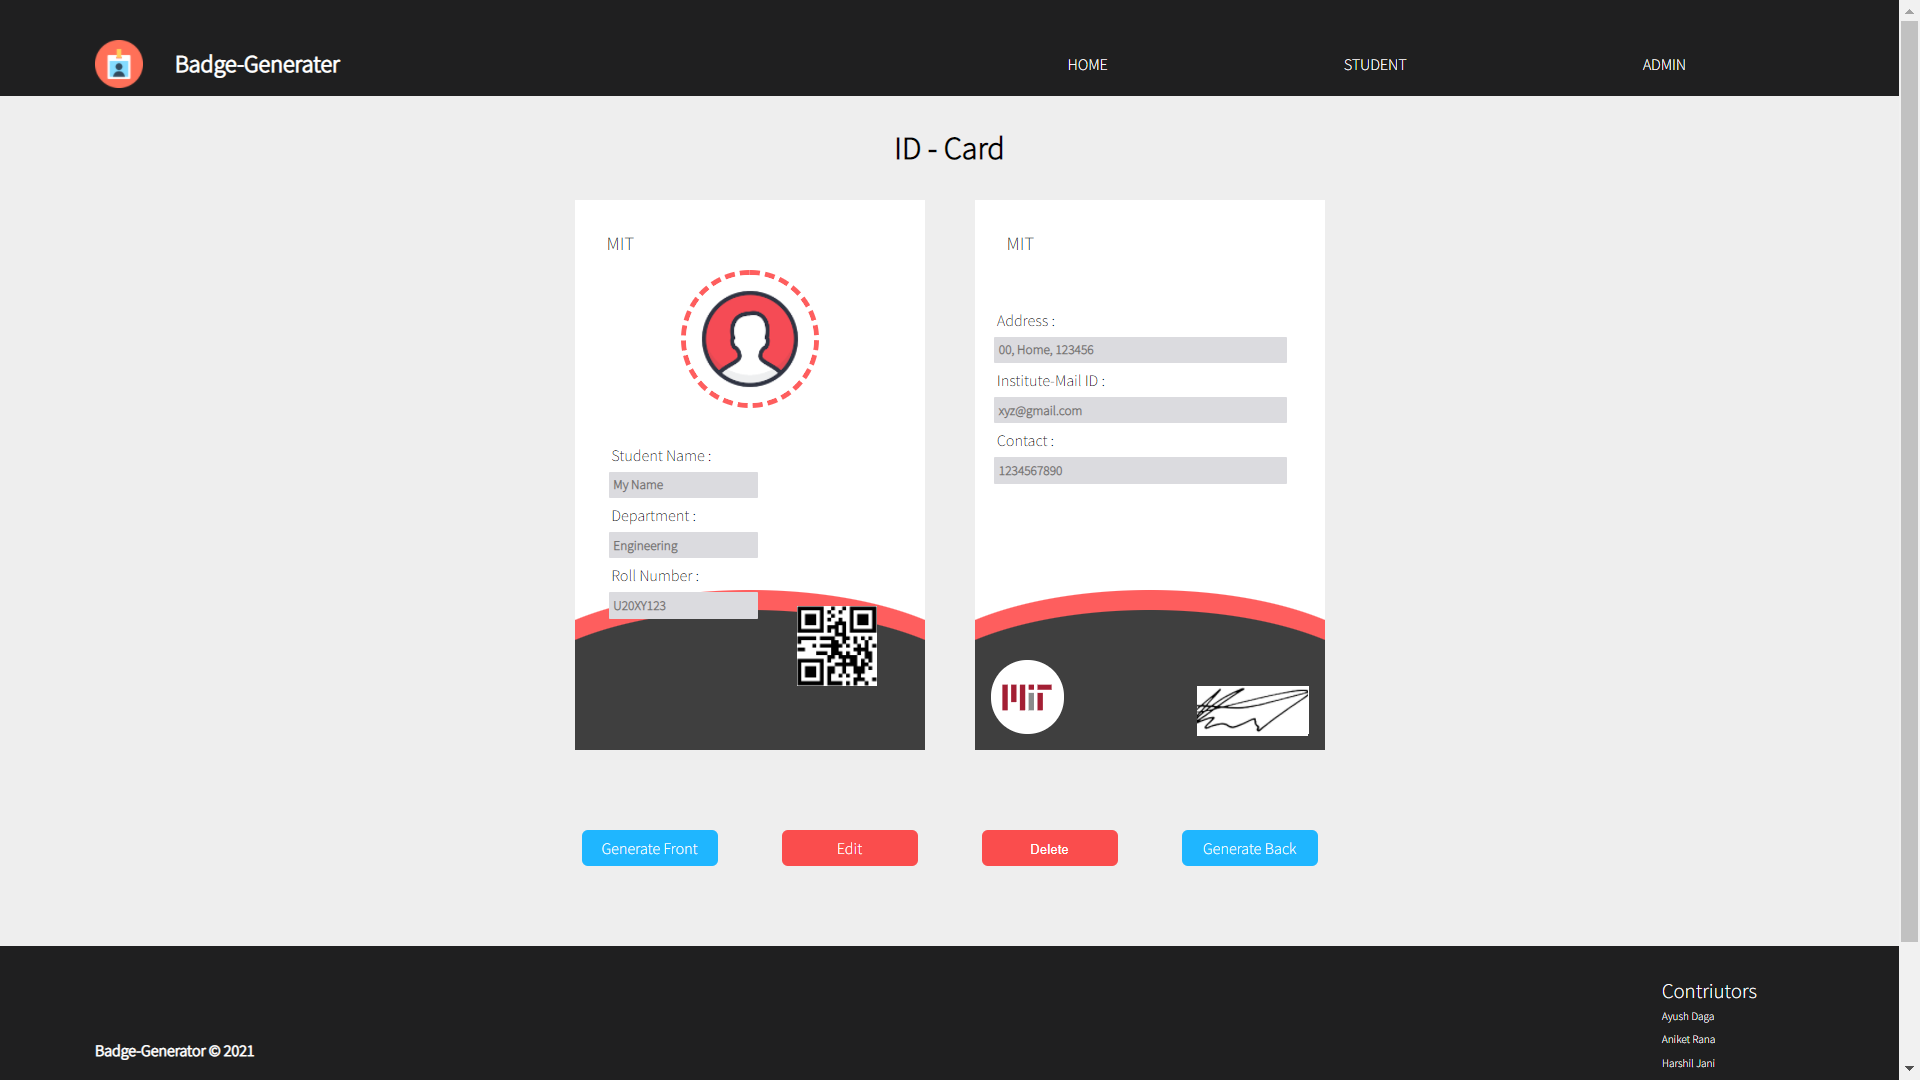 Badge-Generater
HOME
STUDENT
ADMIN
ID - Card
MIT
Student Name :
My Name
Department :
Engineering
Roll Number :
U20XY123
MIT
Address :
00, Home, 123456
Institute-Mail ID :
xyz@gmail.com
Contact :
1234567890
MIT
Generate Front
Edit
Delete
Generate Back
Badge-Generator © 2021
Contriutors
Ayush Daga
Aniket Rana
Harshil Jani